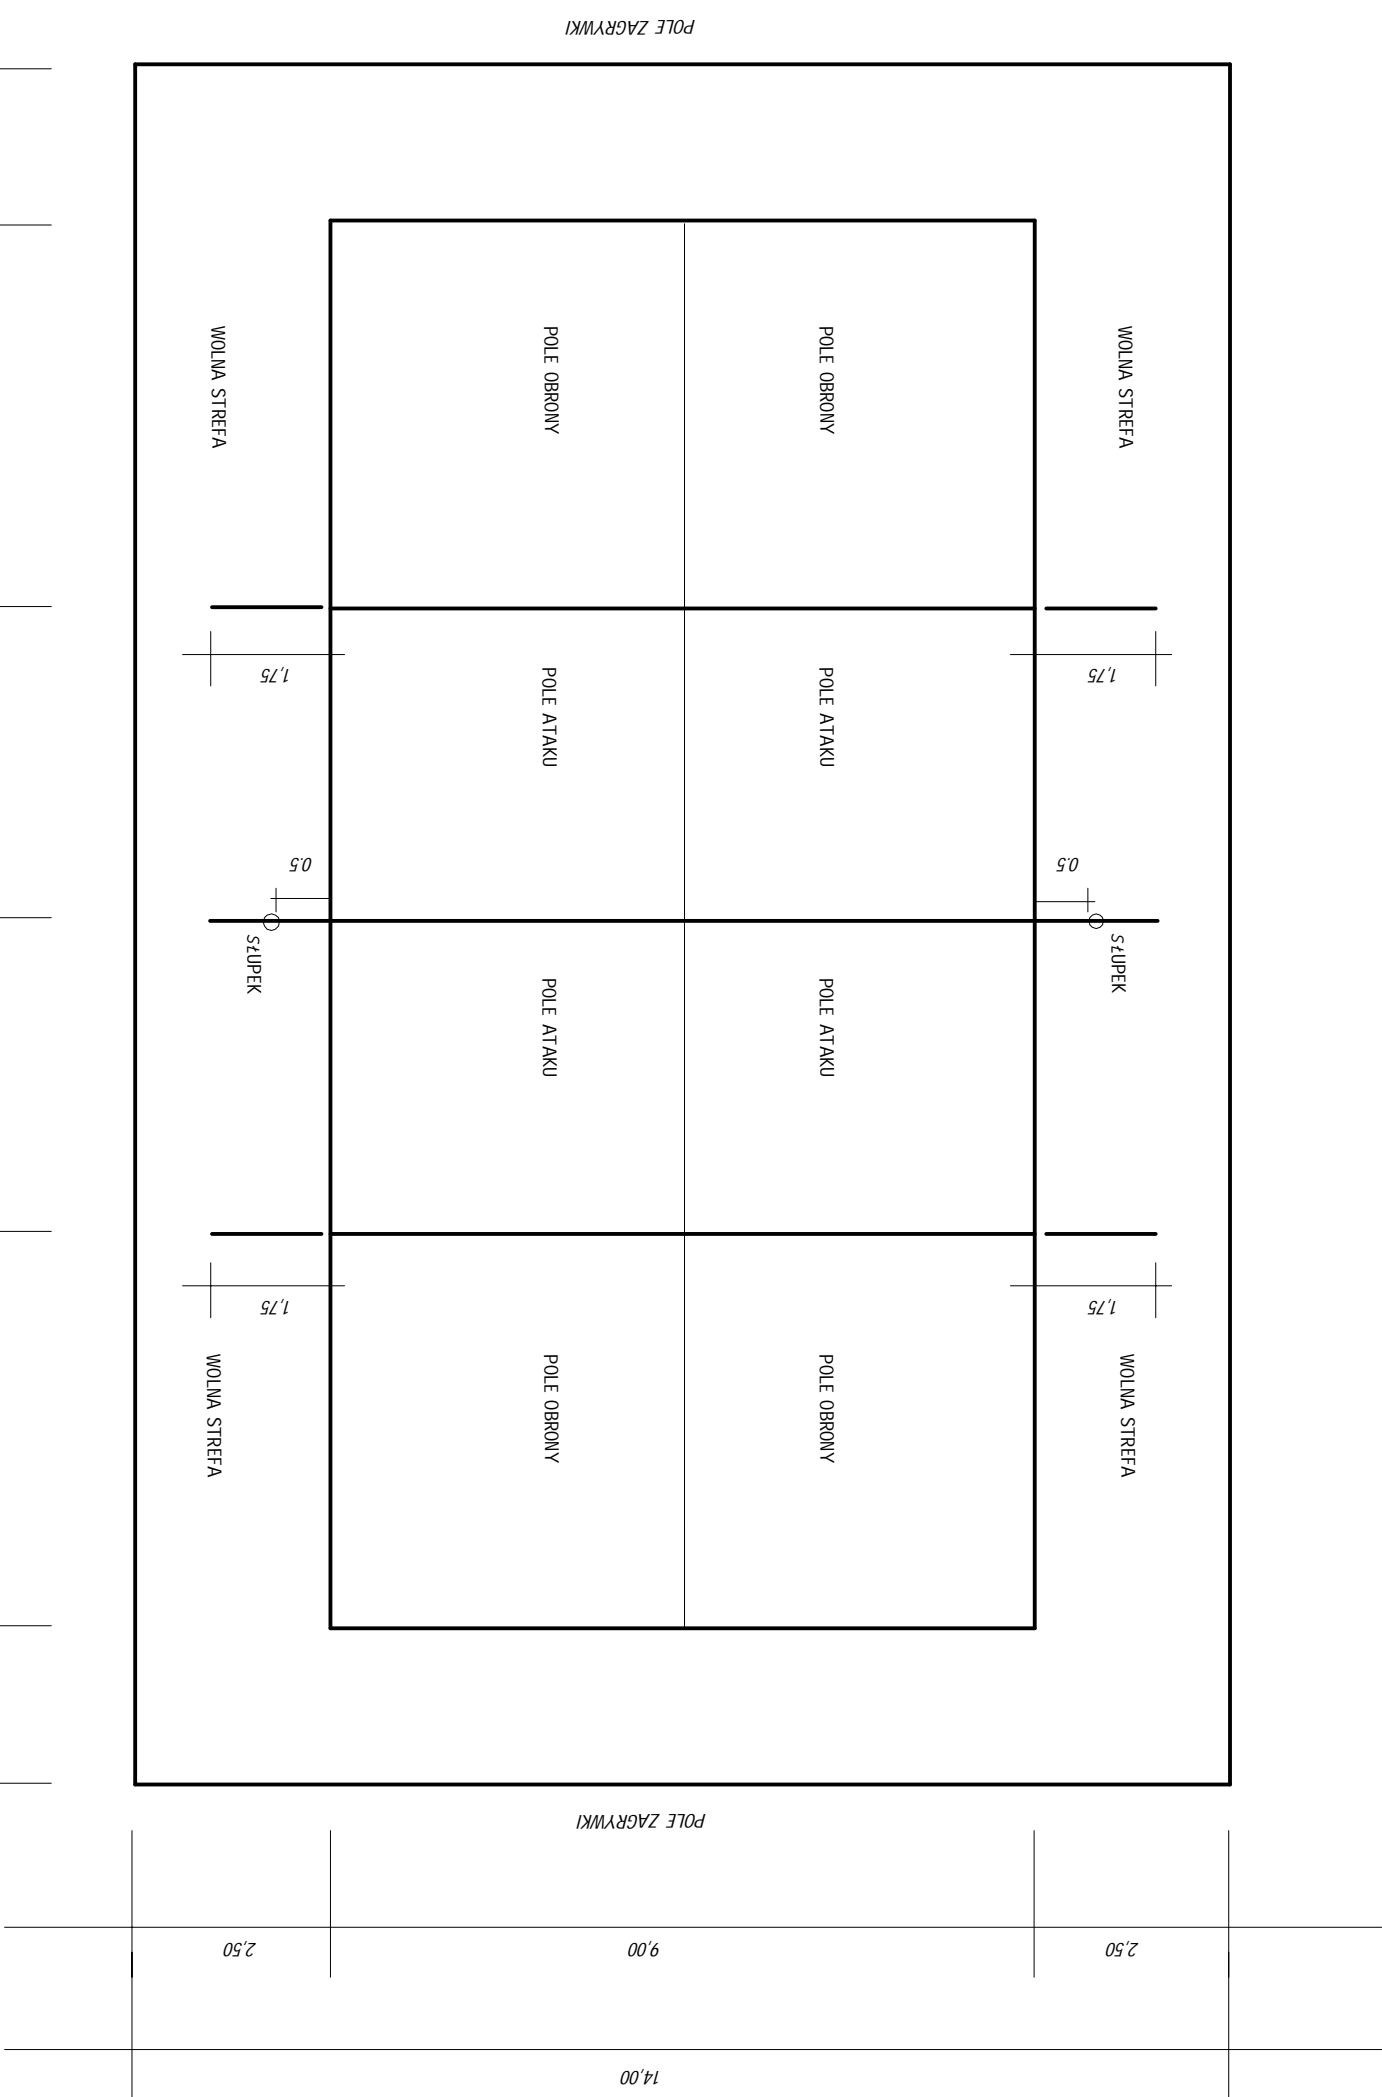 POLE ZAGRYWKI
WOLNA STREFA
POLE OBRONY
POLE OBRONY
WOLNA STREFA
1,75
POLE ATAKU
POLE ATAKU
1,75
0.5
0.5
SŁUPEK
SŁUPEK
POLE ATAKU
POLE ATAKU
1,75
1,75
WOLNA STREFA
POLE OBRONY
POLE OBRONY
WOLNA STREFA
POLE ZAGRYWKI
2,50
9,00
2,50
14,00